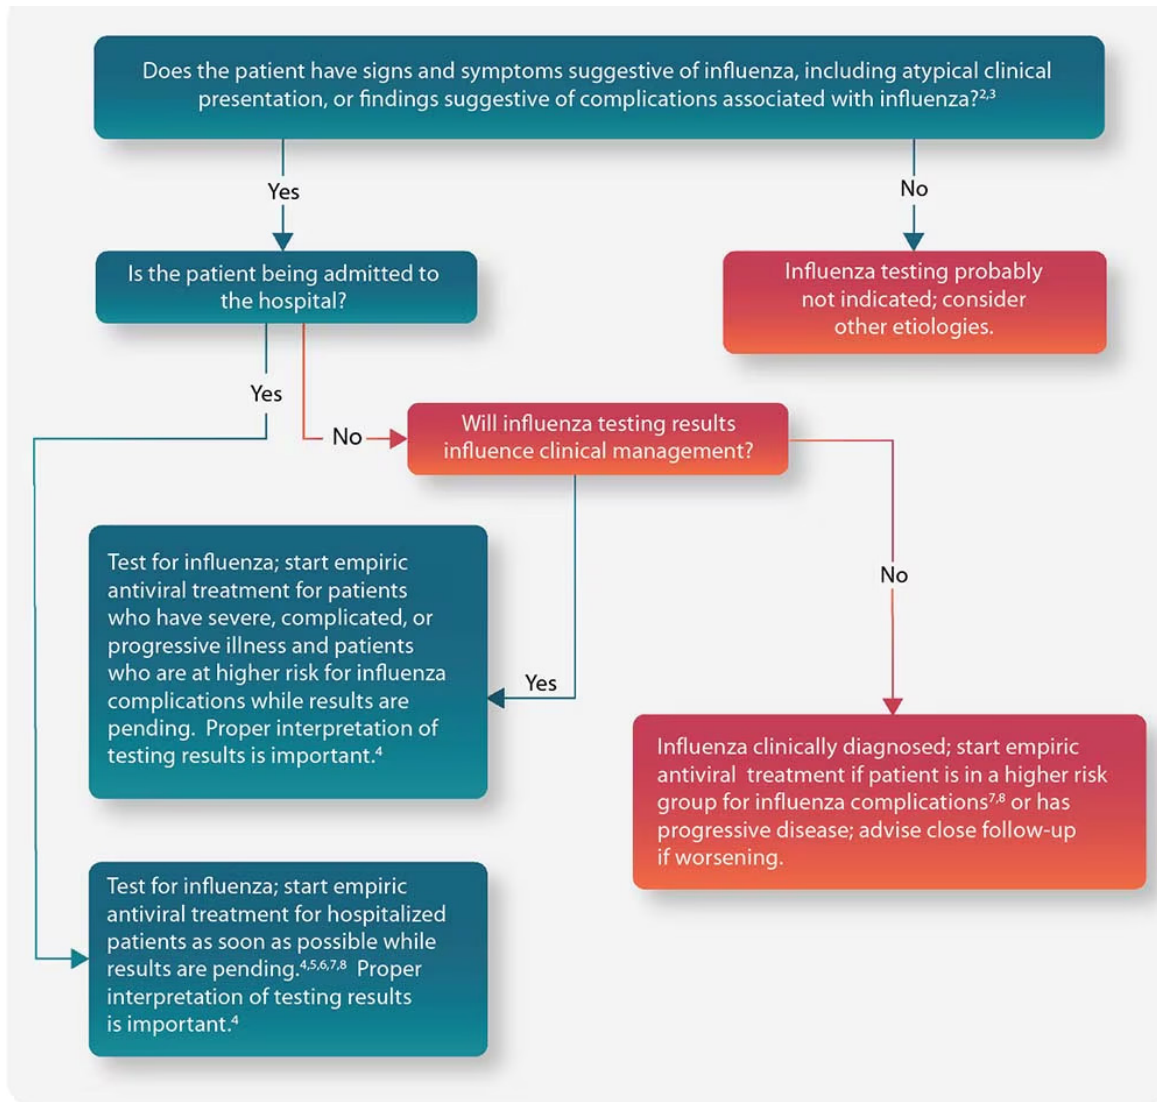 Does the patient have signs and symptoms suggestive of influenza, including atypical clinical
presentation, or findings suggestive of complications associated with influenza?²,³
Yes
No
Is the patient being admitted to
the hospital?
Influenza testing probably
not indicated; consider
other etiologies.
Yes
No
Will influenza testing results
influence clinical management?
Test for influenza; start empiric
antiviral treatment for patients
who have severe, complicated, or
progressive illness and patients
who are at higher risk for influenza
complications while results are
pending.  Proper interpretation of
testing results is important.⁴
Yes
No
Influenza clinically diagnosed; start empiric
antiviral  treatment if patient is in a higher risk
group for influenza complications⁷,⁸ or has
progressive disease; advise close follow-up
if worsening.
Test for influenza; start empiric
antiviral treatment for hospitalized
patients as soon as possible while
results are pending.⁴,⁵,⁶,⁷,⁸  Proper
interpretation of testing results
is important.⁴